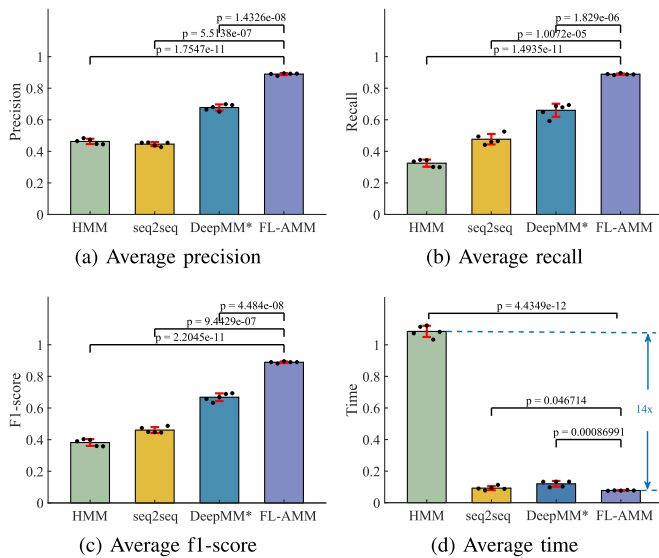 p = 1.4326e-08
p = 5.5138e-07
p = 1.7547e-11
Precision
1
0.8
0.6
0.4
0.2
0
HMM seq2seq DeepMM* FL-AMM
(a) Average precision
p = 1.829e-06
p = 1.0072e-05
p = 1.4935e-11
Recall
1
0.8
0.6
0.4
0.2
0
HMM seq2seq DeepMM* FL-AMM
(b) Average recall
p = 4.484e-08
p = 9.4429e-07
p = 2.2045e-11
F1-score
1
0.8
0.6
0.4
0.2
0
HMM seq2seq DeepMM* FL-AMM
(c) Average f1-score
p = 4.4349e-12
p = 0.046714
p = 0.00086991
14x
Time
1
0.8
0.6
0.4
0.2
0
HMM seq2seq DeepMM* FL-AMM
(d) Average time